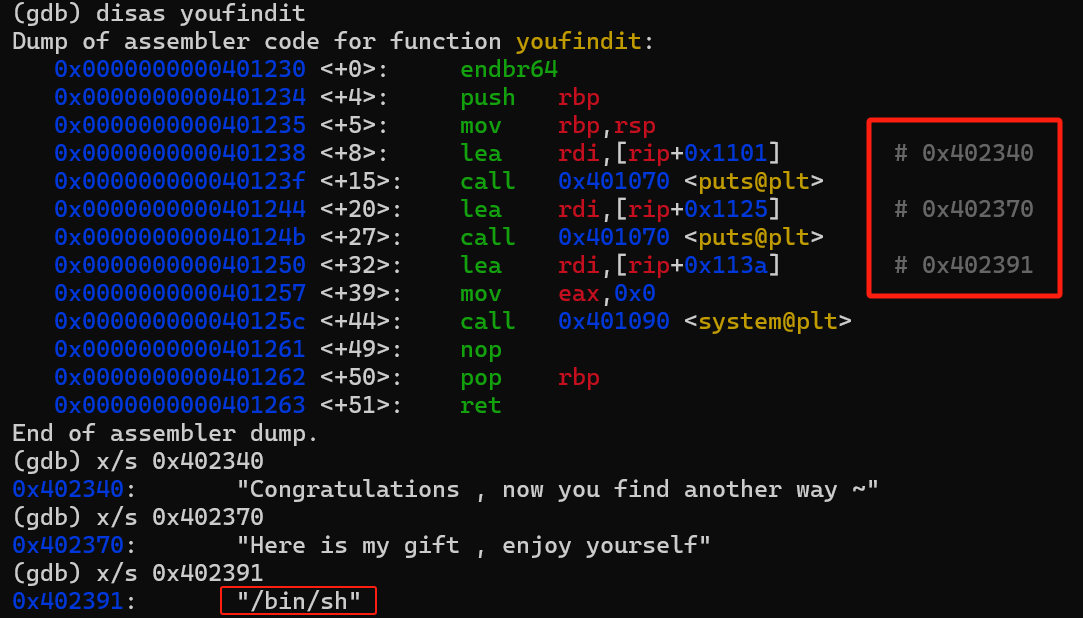 (gdb) disas youfindit
Dump of assembler code for function youfindit:
   0x0000000000401230 <+0>:     endbr64
   0x0000000000401234 <+4>:     push   rbp
   0x0000000000401235 <+5>:     mov    rbp,rsp
   0x0000000000401238 <+8>:     lea    rdi,[rip+0x1101]        # 0x402340
   0x000000000040123f <+15>:    call   0x401070 <puts@plt>
   0x0000000000401244 <+20>:    lea    rdi,[rip+0x1125]        # 0x402370
   0x000000000040124b <+27>:    call   0x401070 <puts@plt>
   0x0000000000401250 <+32>:    lea    rdi,[rip+0x113a]        # 0x402391
   0x0000000000401257 <+39>:    mov    eax,0x0
   0x000000000040125c <+44>:    call   0x401090 <system@plt>
   0x0000000000401261 <+49>:    nop
   0x0000000000401262 <+50>:    pop    rbp
   0x0000000000401263 <+51>:    ret
End of assembler dump.
(gdb) x/s 0x402340
0x402340:       "Congratulations , now you find another way ~"
(gdb) x/s 0x402370
0x402370:       "Here is my gift , enjoy yourself"
(gdb) x/s 0x402391
0x402391:       "/bin/sh"